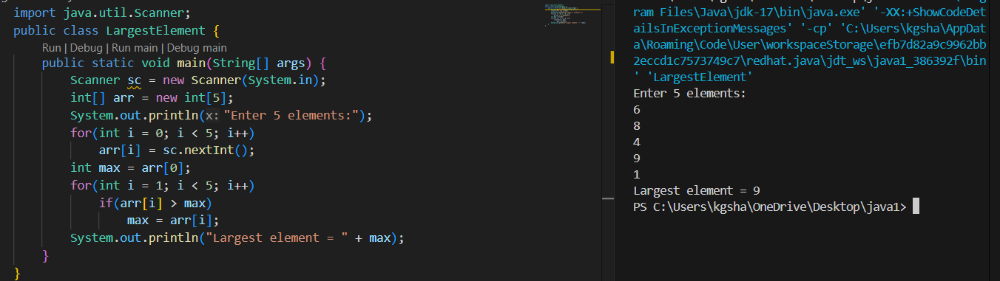 import java.util.Scanner;
public class LargestElement {
Run | Debug | Run main | Debug main
public static void main(String[] args) {
Scanner sc = new Scanner(System.in);
int[] arr = new int[5];
System.out.println(x: "Enter 5 elements:");
for(int i = 0; i < 5; i++)
arr[i] = sc.nextInt();
int max = arr[0];
for(int i = 1; i < 5; i++)
if(arr[i] > max)
max = arr[i];
System.out.println("Largest element = " + max);
}
}
ram Files\Java\jdk-17\bin\java.exe' '-XX:+ShowCodeDet
ailsInExceptionMessages' '-cp' 'C:\Users\kgsha\AppDat
a\Roaming\Code\User\workspaceStorage\efb7d82a9c9962bb
2eccd1c7573749c7\redhat.java\jdt_ws\java1_386392f\bin
' 'LargestElement'
Enter 5 elements:
6
8
4
9
1
Largest element = 9
PS C:\Users\kgsha\OneDrive\Desktop\java1>